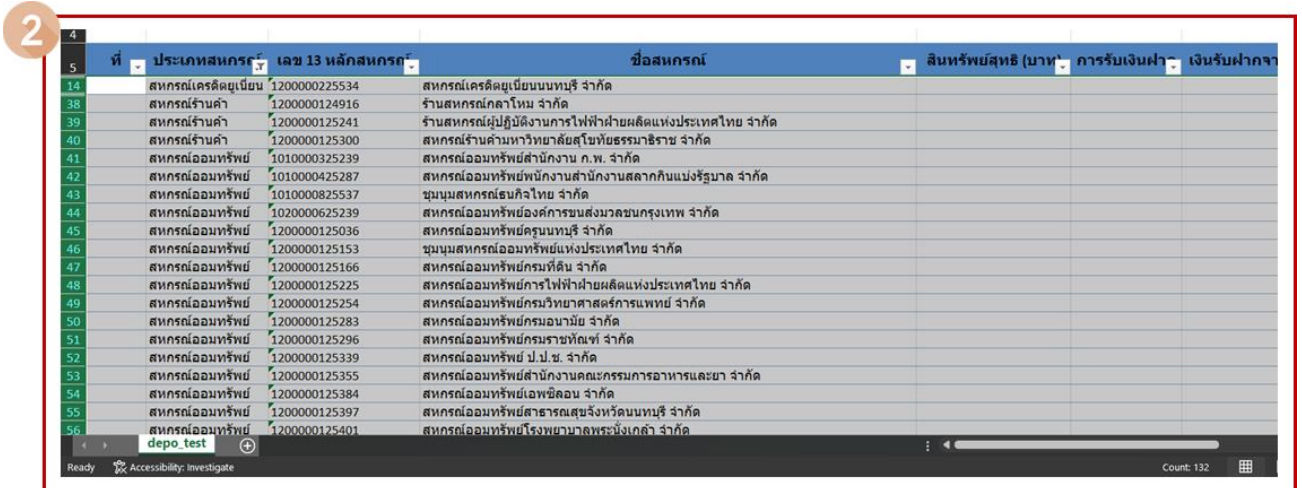 2
4
5 ที่ ประเภทสหกรณ์ เลข 13 หลักสหกรณ์ ชื่อสหกรณ์ สินทรัพย์สุทธิ (บาท) การรับเงินฝาก เงินรับฝากจา
14 สหกรณ์เครดิตยูเนี่ยน 1200000225534 สหกรณ์เครดิตยูเนี่ยนนนทบุรี จำกัด
38 สหกรณ์ร้านค้า 1200000124916 ร้านสหกรณ์กลาโหม จำกัด
39 สหกรณ์ร้านค้า 1200000125241 ร้านสหกรณ์ผู้ปฏิบัติงานการไฟฟ้าฝ่ายผลิตแห่งประเทศไทย จำกัด
40 สหกรณ์ร้านค้า 1200000125300 สหกรณ์ร้านค้ามหาวิทยาลัยสุโขทัยธรรมาธิราช จำกัด
41 สหกรณ์ออมทรัพย์ 1010000325239 สหกรณ์ออมทรัพย์สำนักงาน ก.พ. จำกัด
42 สหกรณ์ออมทรัพย์ 1010000425287 สหกรณ์ออมทรัพย์พนักงานสำนักงานสลากกินแบ่งรัฐบาล จำกัด
43 สหกรณ์ออมทรัพย์ 1010000825537 ชุมนุมสหกรณ์ธนกิจไทย จำกัด
44 สหกรณ์ออมทรัพย์ 1020000625239 สหกรณ์ออมทรัพย์องค์การขนส่งมวลชนกรุงเทพ จำกัด
45 สหกรณ์ออมทรัพย์ 1200000125036 สหกรณ์ออมทรัพย์ครูนนทบุรี จำกัด
46 สหกรณ์ออมทรัพย์ 1200000125153 ชุมนุมสหกรณ์ออมทรัพย์แห่งประเทศไทย จำกัด
47 สหกรณ์ออมทรัพย์ 1200000125166 สหกรณ์ออมทรัพย์กรมที่ดิน จำกัด
48 สหกรณ์ออมทรัพย์ 1200000125225 สหกรณ์ออมทรัพย์การไฟฟ้าฝ่ายผลิตแห่งประเทศไทย จำกัด
49 สหกรณ์ออมทรัพย์ 1200000125254 สหกรณ์ออมทรัพย์กรมวิทยาศาสตร์การแพทย์ จำกัด
50 สหกรณ์ออมทรัพย์ 1200000125283 สหกรณ์ออมทรัพย์กรมอนามัย จำกัด
51 สหกรณ์ออมทรัพย์ 1200000125296 สหกรณ์ออมทรัพย์กรมราชทัณฑ์ จำกัด
52 สหกรณ์ออมทรัพย์ 1200000125339 สหกรณ์ออมทรัพย์ ป.ป.ช. จำกัด
53 สหกรณ์ออมทรัพย์ 1200000125355 สหกรณ์ออมทรัพย์สำนักงานคณะกรรมการอาหารและยา จำกัด
54 สหกรณ์ออมทรัพย์ 1200000125384 สหกรณ์ออมทรัพย์เอพซิลอน จำกัด
55 สหกรณ์ออมทรัพย์ 1200000125397 สหกรณ์ออมทรัพย์สาธารณสุขจังหวัดนนทบุรี จำกัด
56 สหกรณ์ออมทรัพย์ 1200000125401 สหกรณ์ออมทรัพย์โรงพยาบาลพระนั่งเกล้า จำกัด
depo_test
Ready Accessibility: Investigate Count: 132